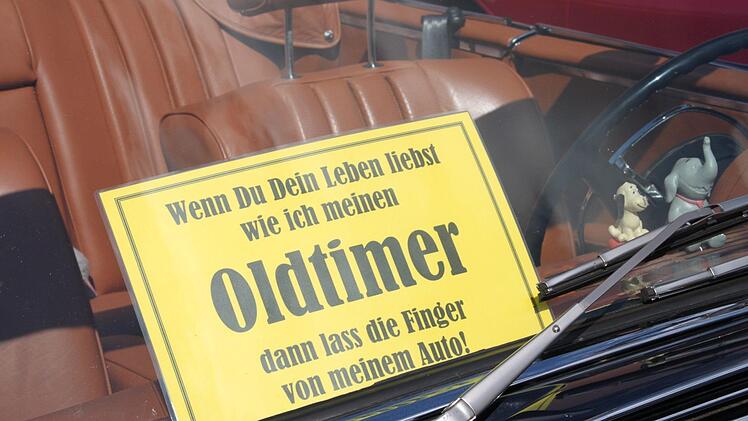 Wenn Du Dein Leben liebst
wie ich meinen
Oldtimer
dann lass die Finger
von meinem Auto!